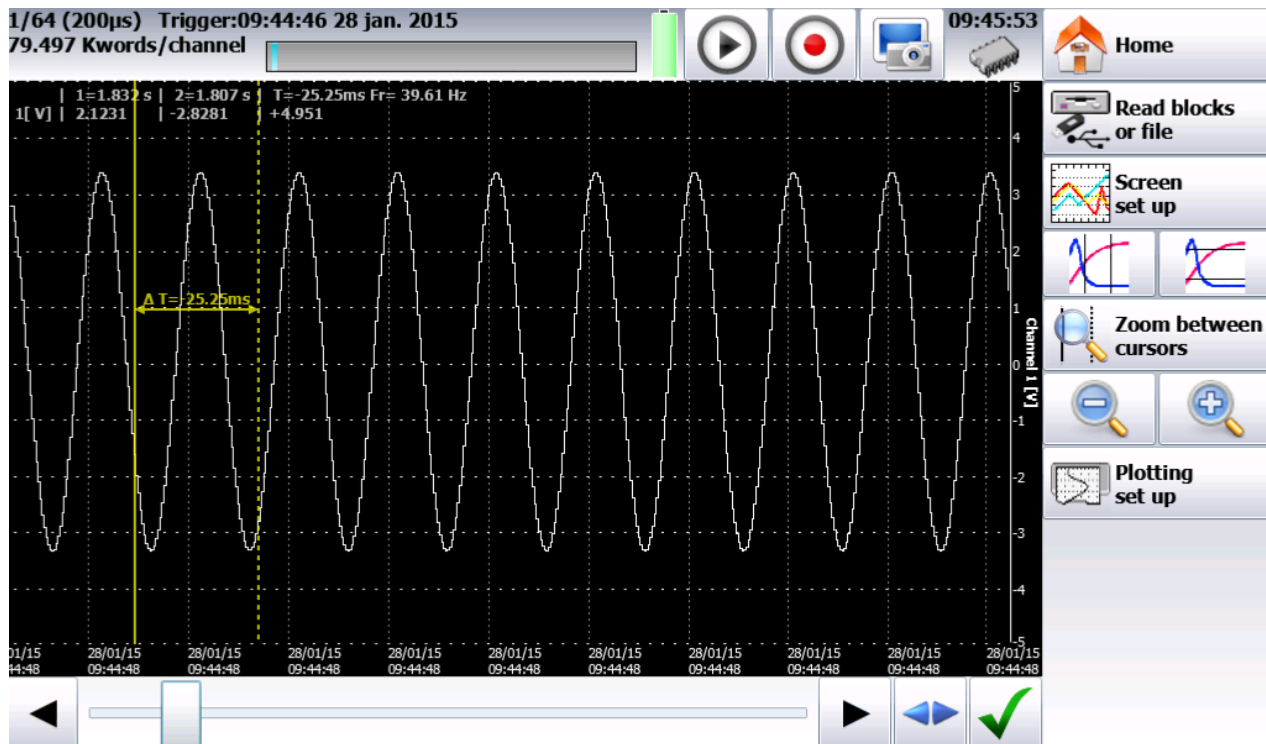 1/64 (200µs) Trigger:09:44:46 28 jan. 2015
79.497 Kwords/channel
09:45:53
Home
| 1=1.832 s | 2=1.807 s | T=-25.25ms Fr= 39.61 Hz
1[ V] | 2.1231 | -2.8281 | +4.951
Read blocks
or file
Screen
set up
Zoom between
cursors
Plotting
set up
Δ T=-25.25ms
5
4
3
2
1
0
-1
-2
-3
-4
-5
Channel 1 [V]
01/15 28/01/15 28/01/15 28/01/15 28/01/15 28/01/15 28/01/15 28/01/15 28/01/15 28/01/15 28/01/15
44:48 09:44:48 09:44:48 09:44:48 09:44:48 09:44:48 09:44:48 09:44:48 09:44:48 09:44:48 09:44:48